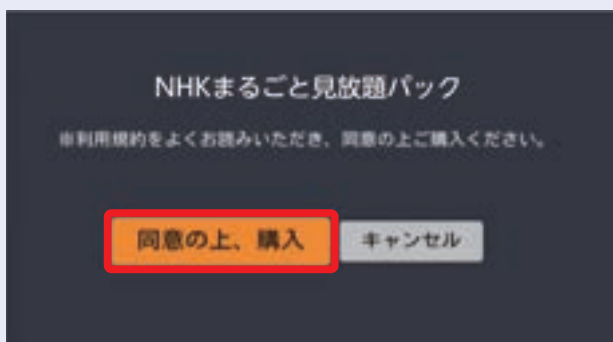 NHKまるごと見放題パック
※利用規約をよくお読みいただき、同意の上ご購入ください。
同意の上、購入 キャンセル